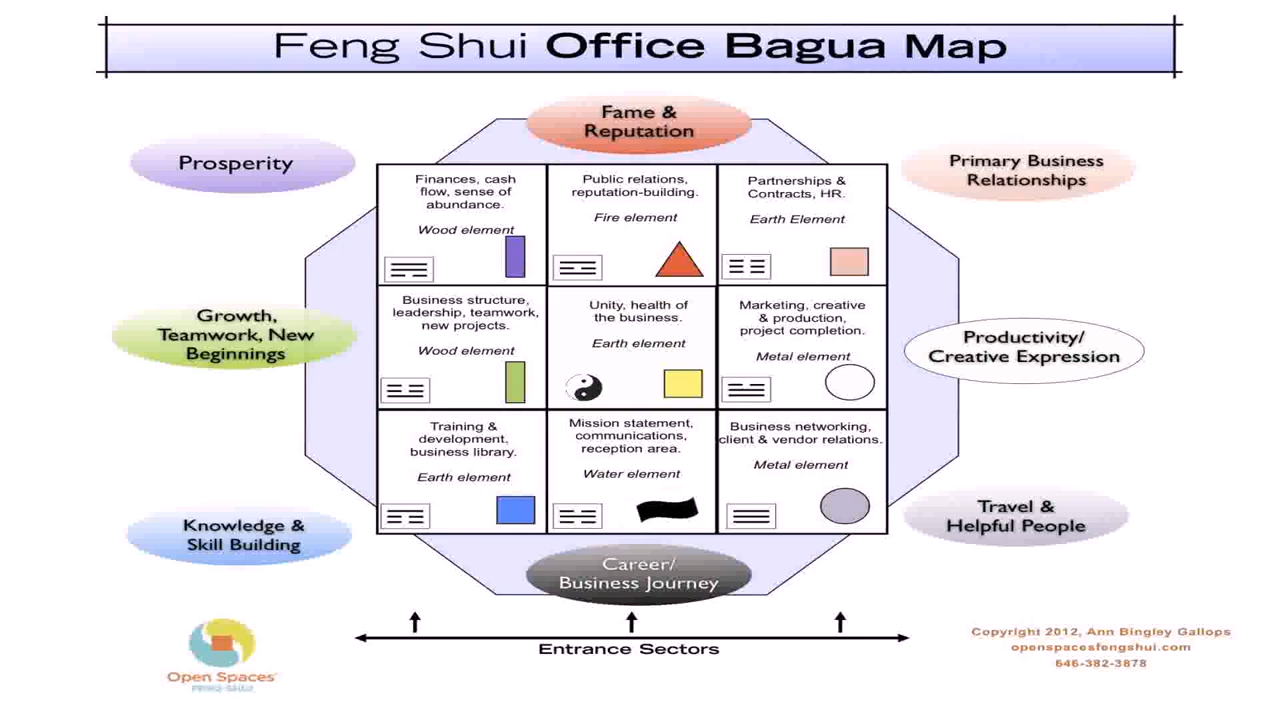 Feng Shui Office Bagua Map
Fame &
Reputation
Prosperity
Primary Business
Relationships
Finances, cash
flow, sense of
abundance.
Wood element
Public relations,
reputation-building.
Fire element
Partnerships &
Contracts, HR.
Earth Element
Growth,
Teamwork, New
Beginnings
Business structure,
leadership, teamwork,
new projects.
Wood element
Unity, health of
the business.
Earth element
Marketing, creative
& production,
project completion.
Metal element
Productivity/
Creative Expression
Knowledge &
Skill Building
Training &
development,
business library.
Earth element
Mission statement,
communications,
reception area.
Water element
Business networking,
client & vendor relations.
Metal element
Travel &
Helpful People
Career/
Business Journey
Entrance Sectors
Open Spaces
FENG SHUI
Copyright 2012, Ann Bingley Gallops
openspacesfengshui.com
646-382-3878